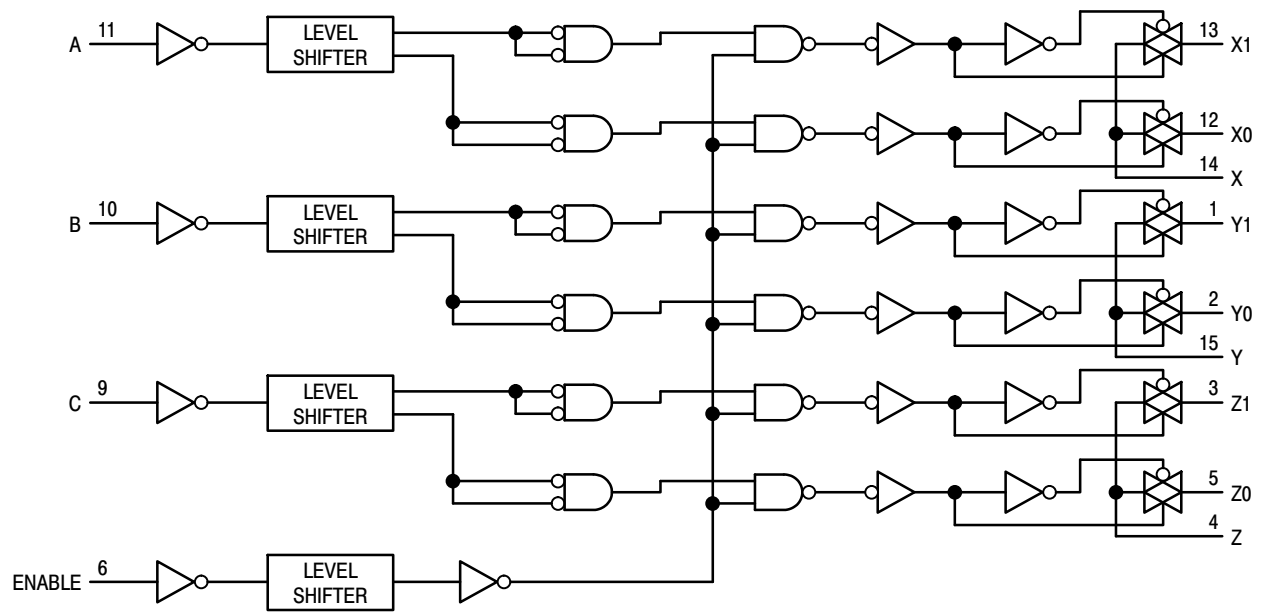 A 11 LEVEL SHIFTER 13 X1
12 X0
14 X
B 10 LEVEL SHIFTER 1 Y1
2 Y0
15 Y
C 9 LEVEL SHIFTER 3 Z1
5 Z0
4 Z
ENABLE 6 LEVEL SHIFTER